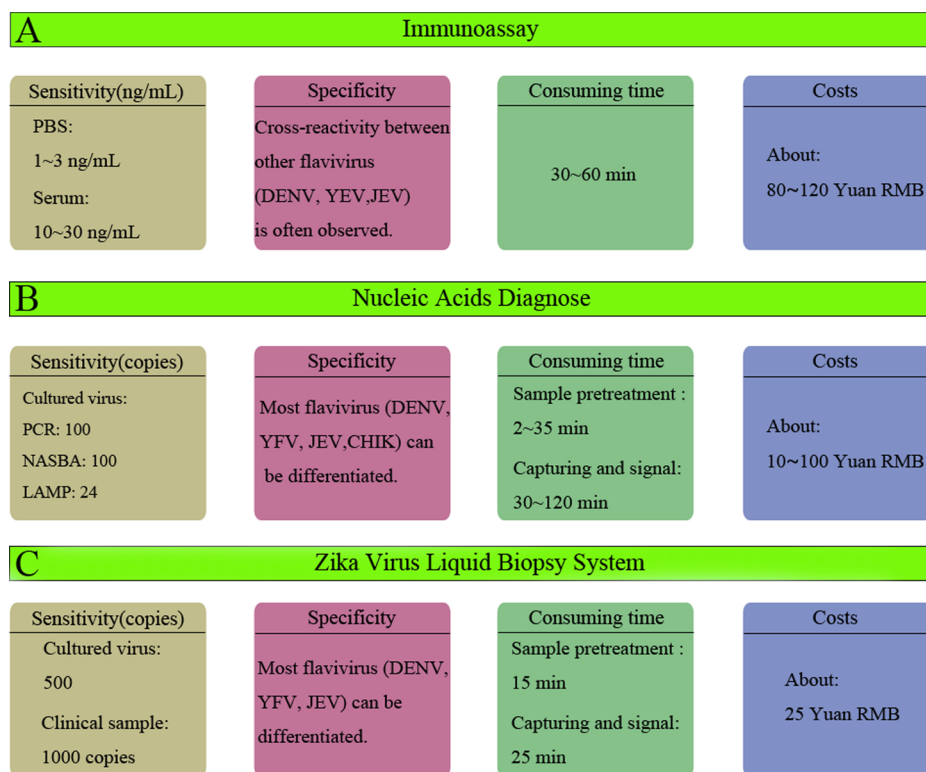 A Immunoassay
Sensitivity(ng/mL)
PBS:
1~3 ng/mL
Serum:
10~30 ng/mL
Specificity
Cross-reactivity between
other flavivirus
(DENV, YEV,JEV)
is often observed.
Consuming time
30~60 min
Costs
About:
80~120 Yuan RMB
B Nucleic Acids Diagnose
Sensitivity(copies)
Cultured virus:
PCR: 100
NASBA: 100
LAMP: 24
Specificity
Most flavivirus (DENV,
YFV, JEV,CHIK) can
be differentiated.
Consuming time
Sample pretreatment :
2~35 min
Capturing and signal:
30~120 min
Costs
About:
10~100 Yuan RMB
C Zika Virus Liquid Biopsy System
Sensitivity(copies)
Cultured virus:
500
Clinical sample:
1000 copies
Specificity
Most flavivirus (DENV,
YFV, JEV) can be
differentiated.
Consuming time
Sample pretreatment :
15 min
Capturing and signal:
25 min
Costs
About:
25 Yuan RMB